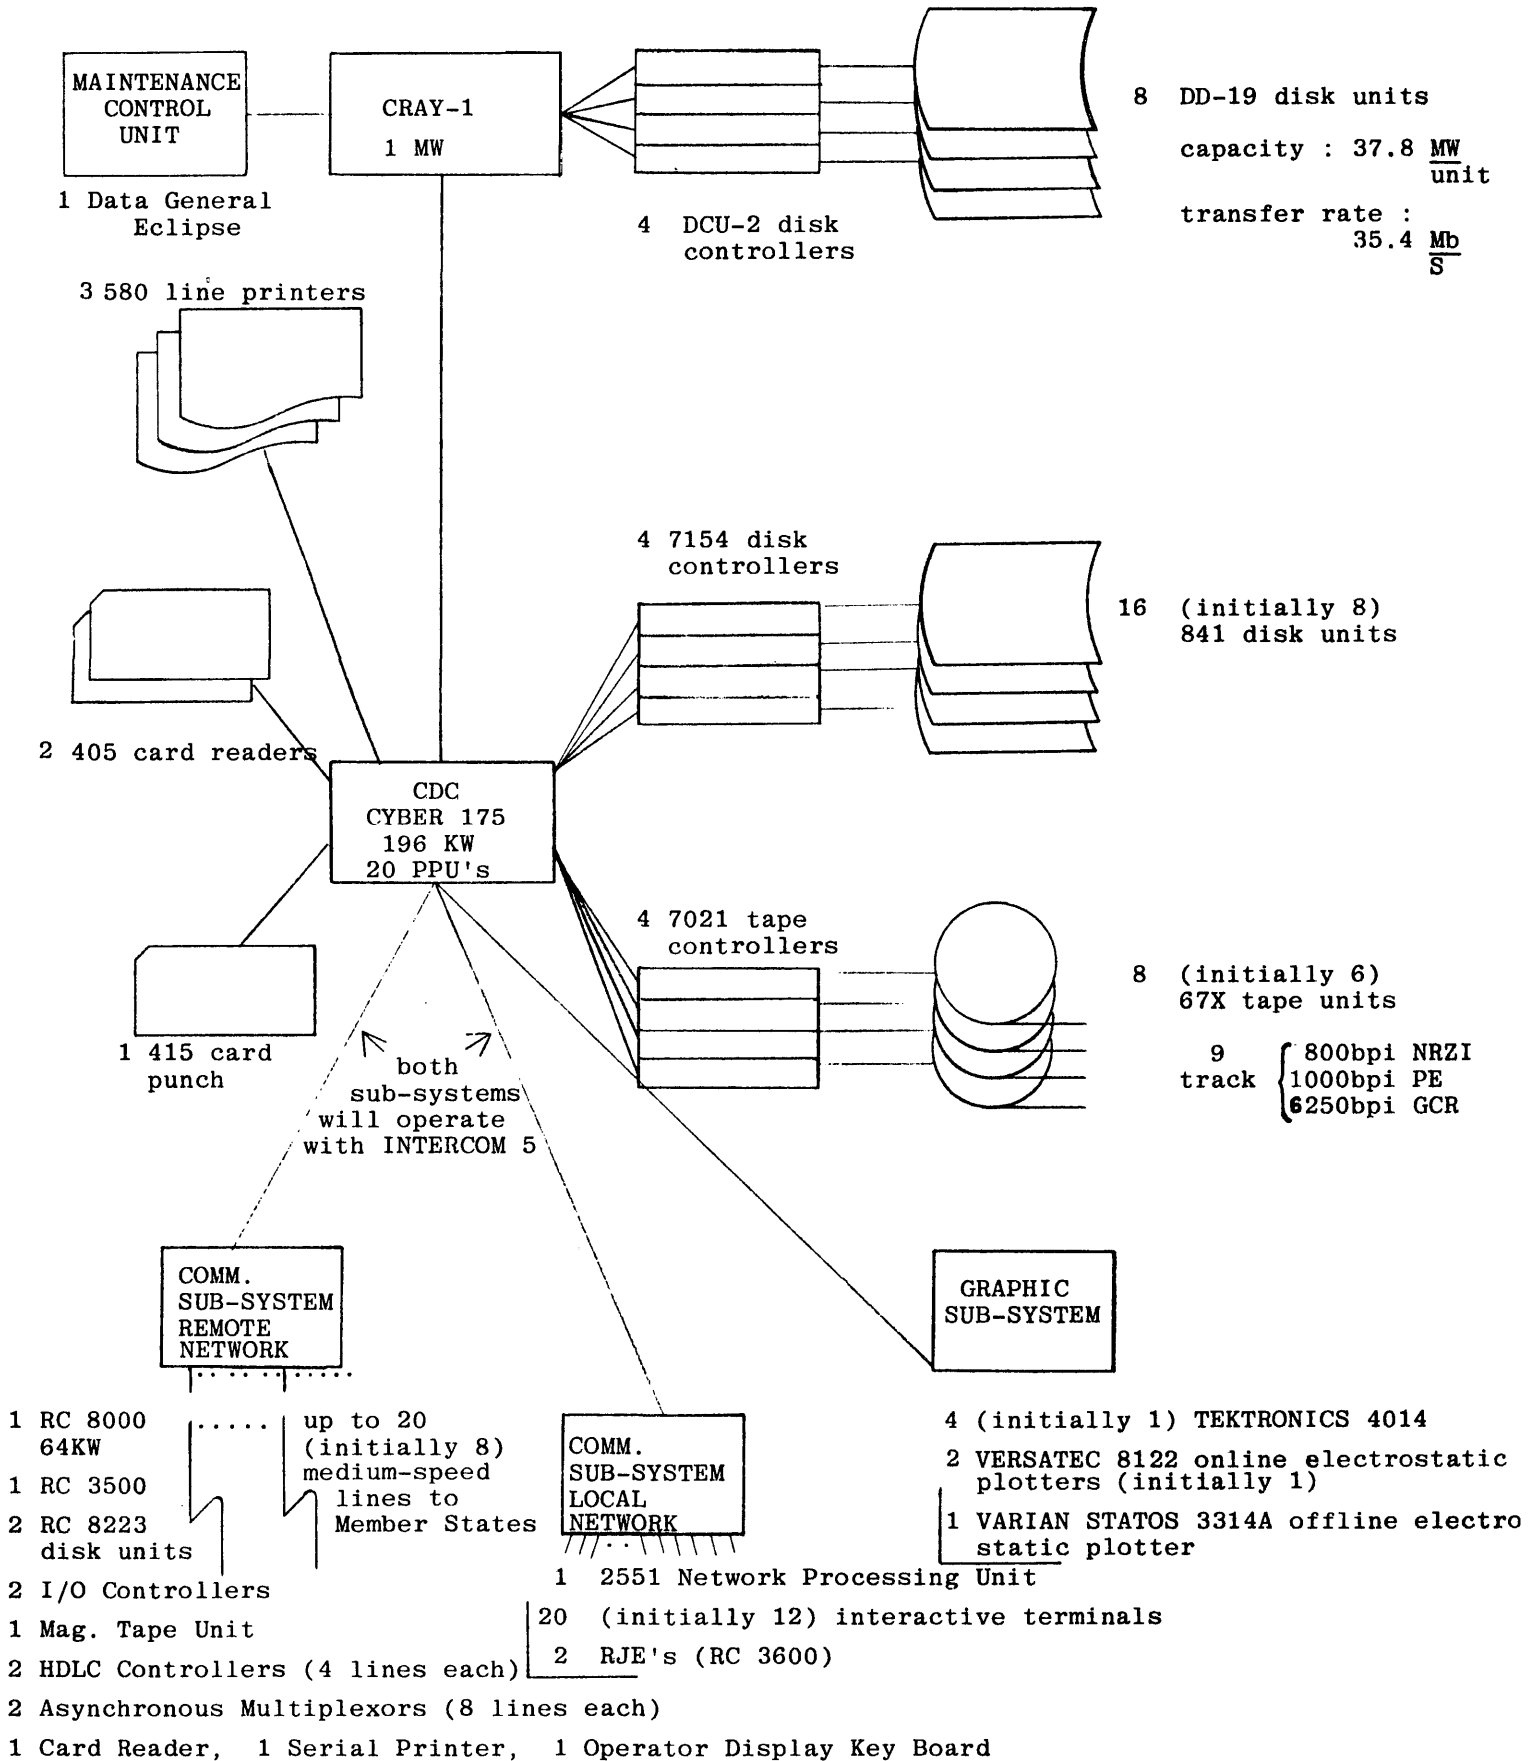 MAINTENANCE
CONTROL
UNIT
1 Data General
Eclipse
CRAY-1
1 MW
4 DCU-2 disk
controllers
8 DD-19 disk units
capacity : 37.8 MW
unit
transfer rate :
35.4 Mb
S
3 580 line printers
4 7154 disk
controllers
16 (initially 8)
841 disk units
2 405 card readers
CDC
CYBER 175
196 KW
20 PPU's
1 415 card
punch
4 7021 tape
controllers
8 (initially 6)
67X tape units
9
track
800bpi NRZI
1000bpi PE
6250bpi GCR
both
sub-systems
will operate
with INTERCOM 5
COMM.
SUB-SYSTEM
REMOTE
NETWORK
1 RC 8000
64KW
1 RC 3500
2 RC 8223
disk units
2 I/O Controllers
1 Mag. Tape Unit
2 HDLC Controllers (4 lines each)
2 Asynchronous Multiplexors (8 lines each)
1 Card Reader, 1 Serial Printer, 1 Operator Display Key Board
up to 20
(initially 8)
medium-speed
lines to
Member States
COMM.
SUB-SYSTEM
LOCAL
NETWORK
1 2551 Network Processing Unit
20 (initially 12) interactive terminals
2 RJE's (RC 3600)
GRAPHIC
SUB-SYSTEM
4 (initially 1) TEKTRONICS 4014
2 VERSATEC 8122 online electrostatic
plotters (initially 1)
1 VARIAN STATOS 3314A offline electro
static plotter